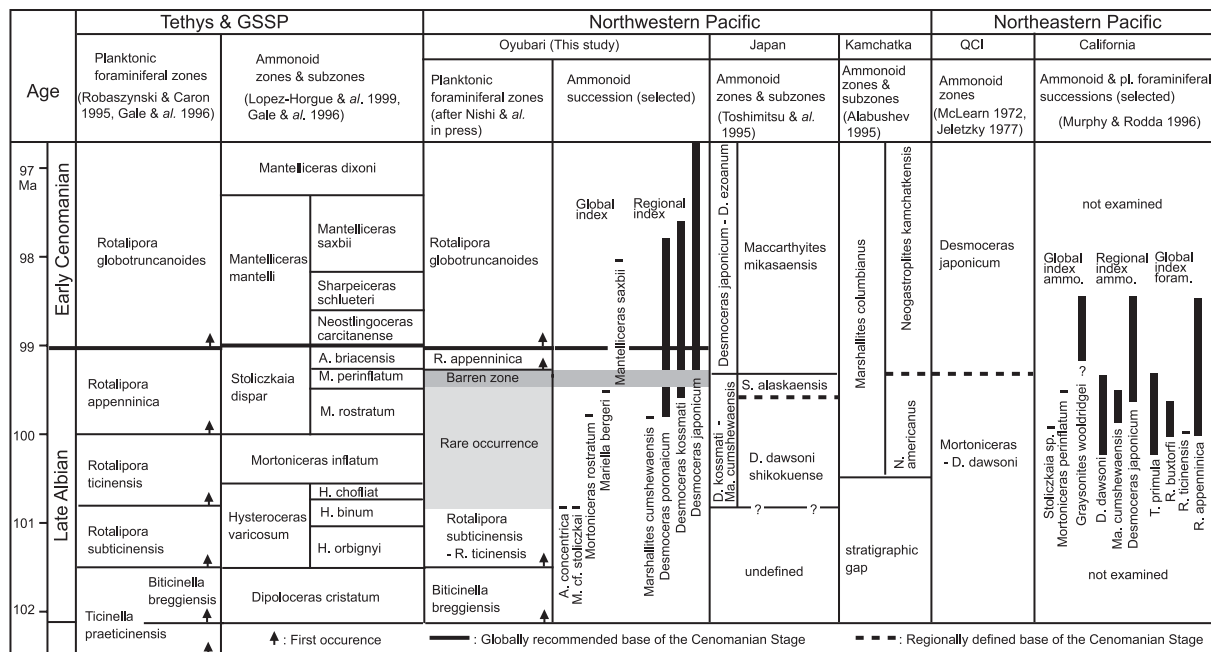 Tethys & GSSP
Northwestern Pacific
Northeastern Pacific
Age
Planktonic
foraminiferal zones
(Robaszynski & Caron
1995, Gale & al. 1996)
Ammonoid
zones & subzones
(Lopez-Horgue & al. 1999,
Gale & al. 1996)
Oyubari (This study)
Planktonic
foraminiferal zones
(after Nishi & al.
in press)
Ammonoid
succession (selected)
Japan
Ammonoid
zones & subzones
(Toshimitsu & al.
1995)
Kamchatka
Ammonoid
zones
& subzones
(Alabushev
1995)
QCI
Ammonoid
zones
(McLearn 1972,
Jeletzky 1977)
California
Ammonoid & pl. foraminiferal
successions (selected)
(Murphy & Rodda 1996)
97
Ma
98
99
100
101
102
Early Cenomanian
Late Albian
Rotalipora
globotruncanoides
Rotalipora
appenninica
Rotalipora
ticinensis
Rotalipora
subticinensis
Biticinella
breggiensis
Ticinella
praeticinensis
Mantelliceras dixoni
Mantelliceras
mantelli
Mantelliceras
saxbii
Sharpeiceras
schlueteri
Neostlingoceras
carcitanense
Stoliczkaia
dispar
A. briacensis
M. perinflatum
M. rostratum
Mortoniceras inflatum
Hysteroceras
varicosum
H. chofliat
H. binum
H. orbignyi
Dipoloceras cristatum
Rotalipora
globotruncanoides
R. appenninica
Barren zone
Rare occurrence
Rotalipora
subticinensis
- R. ticinensis
Biticinella
breggiensis
Global
index
Regional
index
A. concentrica
M. cf. stoliczkai
Mortoniceras rostratum
Mariella bergeri
Mantelliceras saxbii
Marshallites cumshewaensis
Desmoceras poronaicum
Desmoceras kossmati
Desmoceras japonicum
Desmoceras japonicum - D. ezoanum
Maccarthyites
mikasaensis
S. alaskaensis
D. kossmati -
Ma. cumshewaensis
D. dawsoni
shikokuense
? ?
undefined
Marshallites columbianus
Neogastroplites kamchatkensis
N. americanus
stratigraphic
gap
Desmoceras
japonicum
Mortoniceras
- D. dawsoni
not examined
Global
index
ammo.
Regional
index
ammo.
Global
index
foram.
Stoliczkaia sp.
Mortoniceras perinflatum
Graysonites wooldridgei ?
D. dawsoni
Ma. cumshewaensis
Desmoceras japonicum
T. primula
R. buxtorfi
R. ticinensis
R. appenninica
not examined
: First occurence
: Globally recommended base of the Cenomanian Stage
: Regionally defined base of the Cenomanian Stage